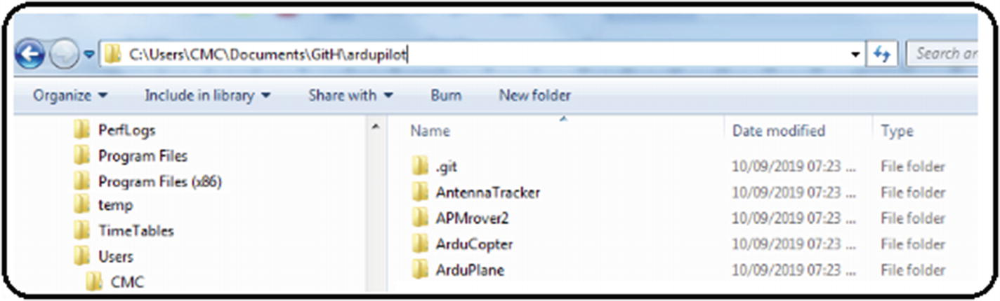 C:\Users\CMC\Documents\GitH\ardupilot
Search ar
Organize Include in library Share with Burn New folder
PerfLogs
Program Files
Program Files (x86)
temp
TimeTables
Users
CMC
Name Date modified Type
.git 10/09/2019 07:23 ... File folder
AntennaTracker 10/09/2019 07:23 ... File folder
APMrover2 10/09/2019 07:23 ... File folder
ArduCopter 10/09/2019 07:23 ... File folder
ArduPlane 10/09/2019 07:23 ... File folder